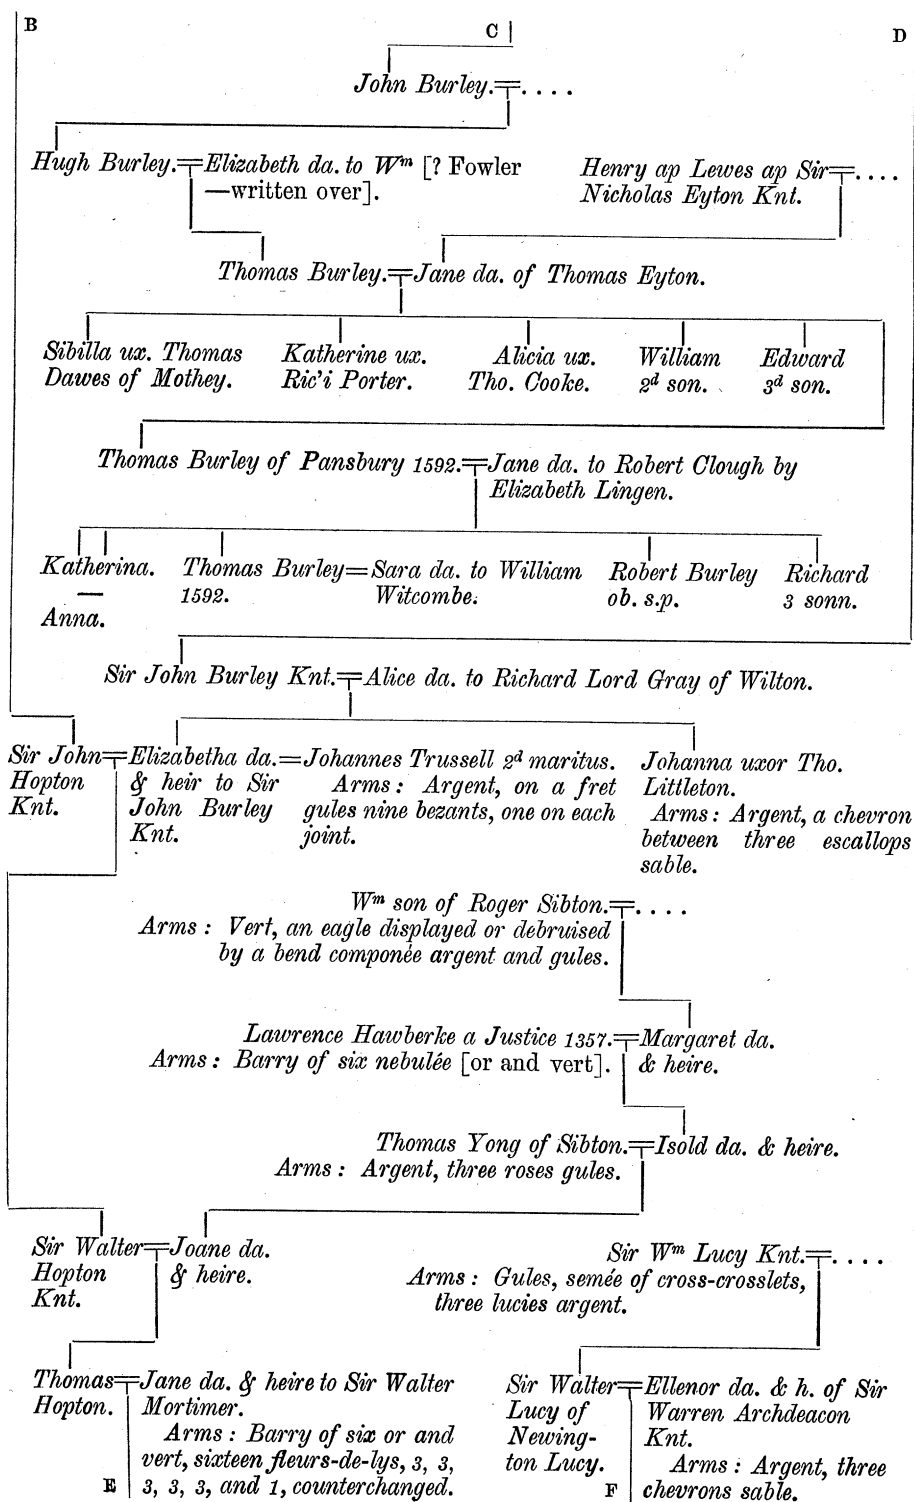 B C D
John Burley. . . . .
Hugh Burley. Elizabeth da. to Wm [? Fowler
—written over].
Henry ap Lewes ap Sir . . . .
Nicholas Eyton Knt.
Thomas Burley. Jane da. of Thomas Eyton.
Sibilla ux. Thomas
Dawes of Mothey.
Katherine ux.
Ric'i Porter.
Alicia ux.
Tho. Cooke.
William
2d son.
Edward
3d son.
Thomas Burley of Pansbury 1592. Jane da. to Robert Clough by
Elizabeth Lingen.
Katherina.
—
Anna.
Thomas Burley = Sara da. to William
1592. Witcombe.
Robert Burley
ob. s.p.
Richard
3 sonn.
Sir John Burley Knt. Alice da. to Richard Lord Gray of Wilton.
Sir John
Hopton
Knt.
Elizabetha da. =
& heir to Sir
John Burley
Knt.
Johannes Trussell 2d maritus.
Arms : Argent, on a fret
gules nine bezants, one on each
joint.
Johanna uxor Tho.
Littleton.
Arms : Argent, a chevron
between three escallops
sable.
Wm son of Roger Sibton. . . . .
Arms : Vert, an eagle displayed or debruised
by a bend componée argent and gules.
Lawrence Hawberke a Justice 1357. Margaret da.
Arms : Barry of six nebulée [or and vert]. & heire.
Thomas Yong of Sibton. Isold da. & heire.
Arms : Argent, three roses gules.
Sir Walter
Hopton
Knt.
Joane da.
& heire.
Sir Wm Lucy Knt. . . . .
Arms : Gules, semée of cross-crosslets,
three lucies argent.
Thomas
Hopton.
Jane da. & heire to Sir Walter
Mortimer.
Arms : Barry of six or and
vert, sixteen fleurs-de-lys, 3, 3,
E 3, 3, 3, and 1, counterchanged.
Sir Walter
Lucy of
Newing-
ton Lucy.
F
Ellenor da. & h. of Sir
Warren Archdeacon
Knt.
Arms : Argent, three
chevrons sable.